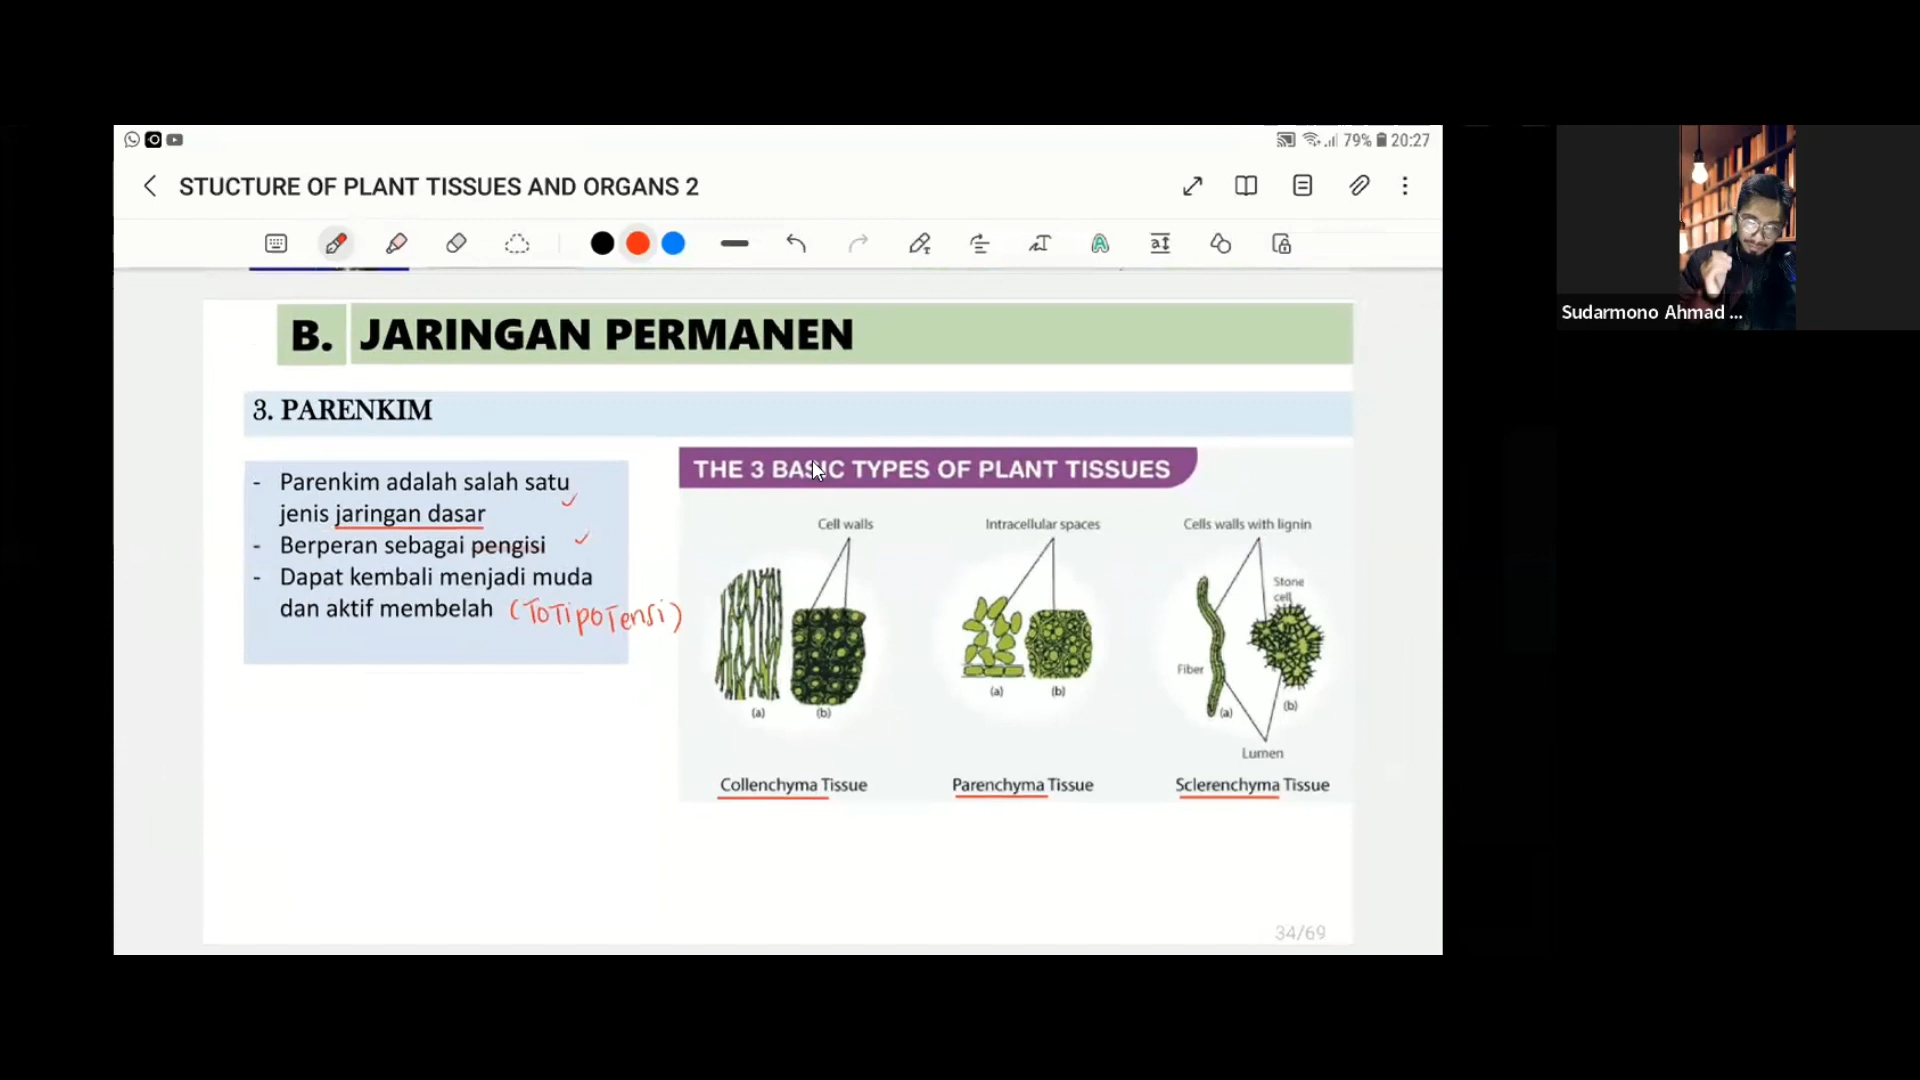 79% 20:27
STUCTURE OF PLANT TISSUES AND ORGANS 2
B. JARINGAN PERMANEN
3. PARENKIM
- Parenkim adalah salah satu
jenis jaringan dasar
- Berperan sebagai pengisi
- Dapat kembali menjadi muda
dan aktif membelah (ToTipoTensi)
THE 3 BASIC TYPES OF PLANT TISSUES
Cell walls
(a)
(b)
Collenchyma Tissue
Intracellular spaces
(a)
(b)
Parenchyma Tissue
Cells walls with lignin
Stone
cell
Fiber
(a)
(b)
Lumen
Sclerenchyma Tissue
34/69
Sudarmono Ahmad ...